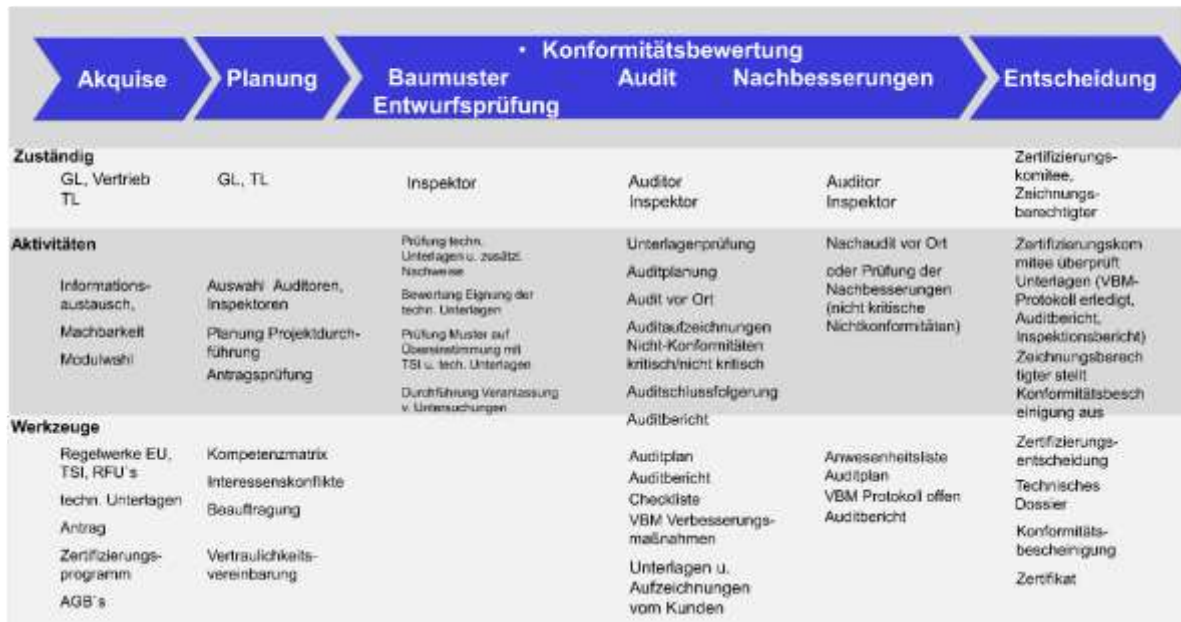 • Konformitätsbewertung
Akquise
Planung
Baumuster
Entwurfsprüfung
Audit
Nachbesserungen
Entscheidung
Zuständig
GL, Vertrieb
TL
GL, TL
Inspektor
Auditor
Inspektor
Auditor
Inspektor
Zertifizierungs-
komitee,
Zeichnungs-
berechtigter
Aktivitäten
Informations-
austausch,
Machbarkeit
Modulwahl
Auswahl Auditoren,
Inspektoren
Planung Projektdurch-
führung
Antragsprüfung
Prüfung techn.
Unterlagen u. zusätzl.
Nachweise
Bewertung Eignung der
techn. Unterlagen
Prüfung Muster auf
Übereinstimmung mit
TSI u. tech. Unterlagen
Durchführung Veranlassung
v. Untersuchungen
Unterlagenprüfung
Auditplanung
Audit vor Ort
Auditaufzeichnungen
Nicht-Konformitäten
kritisch/nicht kritisch
Auditschlussfolgerung
Auditbericht
Nachaudit vor Ort
oder Prüfung der
Nachbesserungen
(nicht kritische
Nichtkonformitäten)
Zertifizierungskom
mitee überprüft
Unterlagen (VBM-
Protokoll erledigt,
Auditbericht,
Inspektionsbericht)
Zeichnungsberech
tigter stellt
Konformitätsbesch
einigung aus
Werkzeuge
Regelwerke EU,
TSI, RFU`s
techn. Unterlagen
Antrag
Zertifizierungs-
programm
AGB`s
Kompetenzmatrix
Interessenskonflikte
Beauftragung
Vertraulichkeits-
vereinbarung
Auditplan
Auditbericht
Checkliste
VBM Verbesserungs-
maßnahmen
Unterlagen u.
Aufzeichnungen
vom Kunden
Anwesenheitsliste
Auditplan
VBM Protokoll offen
Auditbericht
Zertifizierungs-
entscheidung
Technisches
Dossier
Konformitäts-
bescheinigung
Zertifikat